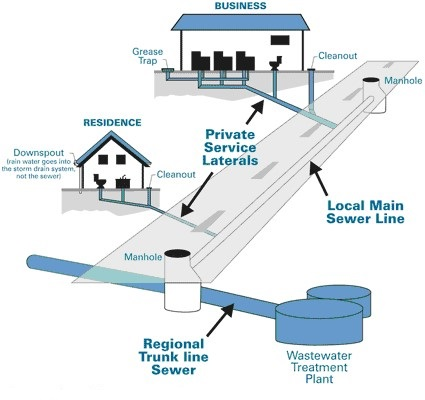 BUSINESS
Grease
Trap
Cleanout
Manhole
RESIDENCE
Private
Service
Laterals
Downspout
(rain water goes into
the storm drain system,
not the sewer)
Cleanout
Local Main
Sewer Line
Manhole
Regional
Trunk line
Sewer
Wastewater
Treatment
Plant